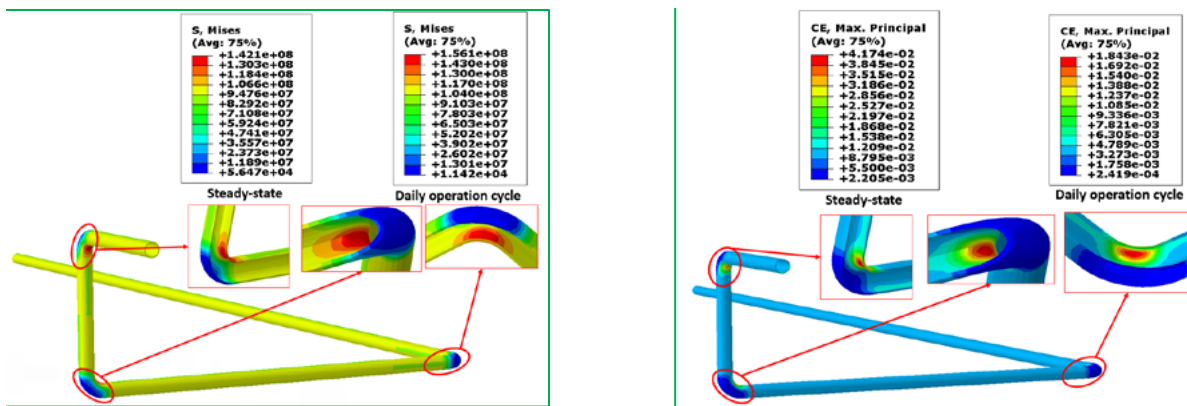 S, Mises
(Avg: 75%)
+1.421e+08
+1.303e+08
+1.184e+08
+1.066e+08
+9.476e+07
+8.292e+07
+7.108e+07
+5.924e+07
+4.741e+07
+3.557e+07
+2.373e+07
+1.189e+07
+5.647e+04
Steady-state
S, Mises
(Avg: 75%)
+1.561e+08
+1.430e+08
+1.300e+08
+1.170e+08
+1.040e+08
+9.103e+07
+7.803e+07
+6.503e+07
+5.202e+07
+3.902e+07
+2.602e+07
+1.301e+07
+1.142e+04
Daily operation cycle
CE, Max. Principal
(Avg: 75%)
+4.174e-02
+3.845e-02
+3.515e-02
+3.186e-02
+2.856e-02
+2.527e-02
+2.197e-02
+1.868e-02
+1.538e-02
+1.209e-02
+8.795e-03
+5.500e-03
+2.205e-03
Steady-state
CE, Max. Principal
(Avg: 75%)
+1.843e-02
+1.692e-02
+1.540e-02
+1.388e-02
+1.237e-02
+1.085e-02
+9.336e-03
+7.821e-03
+6.305e-03
+4.789e-03
+3.273e-03
+1.758e-03
+2.419e-04
Daily operation cycle